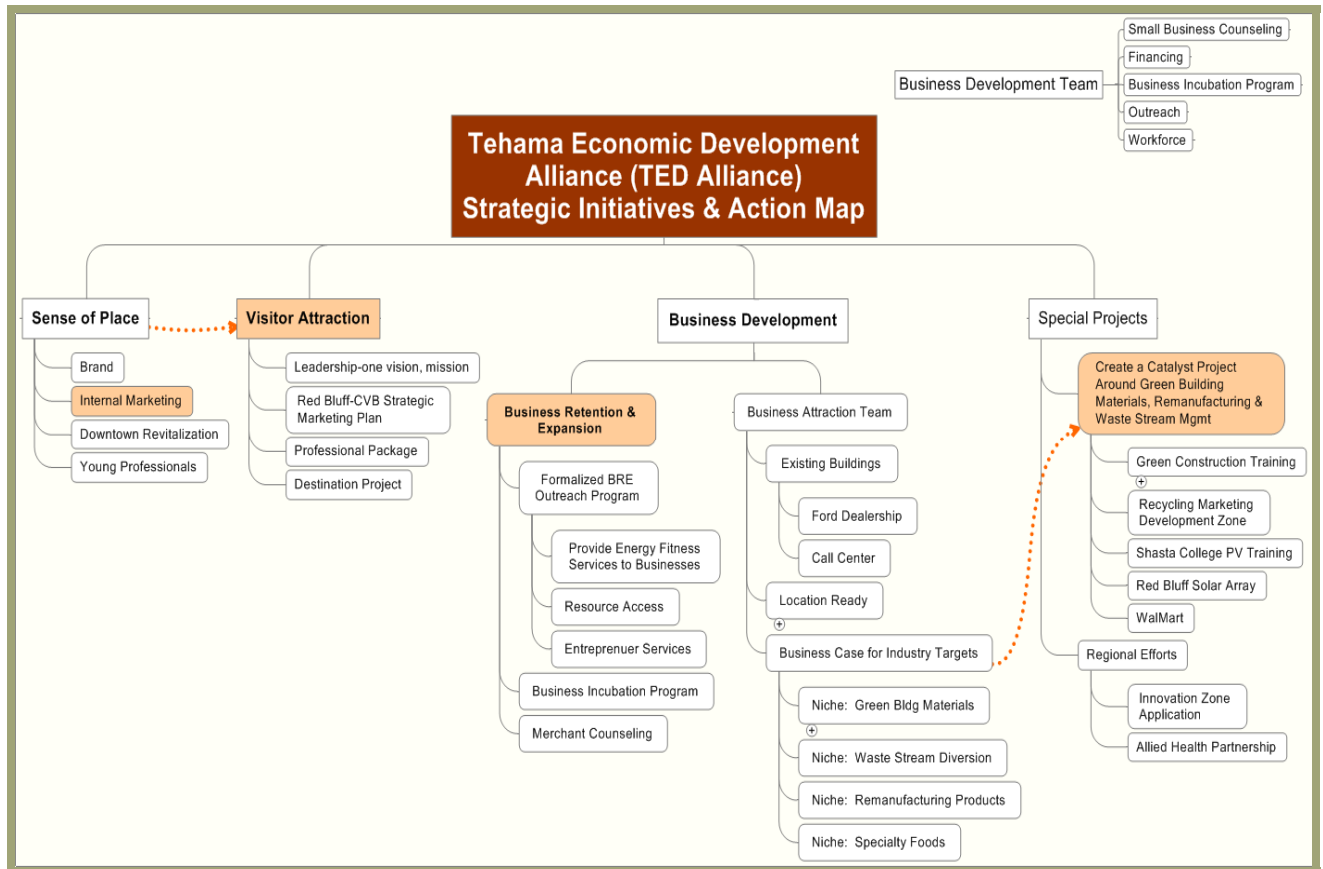 Small Business Counseling
Financing
Business Development Team
Business Incubation Program
Outreach
Workforce
Tehama Economic Development
Alliance (TED Alliance)
Strategic Initiatives & Action Map
Sense of Place
Brand
Internal Marketing
Downtown Revitalization
Young Professionals
Visitor Attraction
Leadership-one vision, mission
Red Bluff-CVB Strategic
Marketing Plan
Professional Package
Destination Project
Business Development
Business Retention &
Expansion
Formalized BRE
Outreach Program
Provide Energy Fitness
Services to Businesses
Resource Access
Entreprenuer Services
Business Incubation Program
Merchant Counseling
Business Attraction Team
Existing Buildings
Ford Dealership
Call Center
Location Ready
Business Case for Industry Targets
Niche: Green Bldg Materials
Niche: Waste Stream Diversion
Niche: Remanufacturing Products
Niche: Specialty Foods
Special Projects
Create a Catalyst Project
Around Green Building
Materials, Remanufacturing &
Waste Stream Mgmt
Green Construction Training
Recycling Marketing
Development Zone
Shasta College PV Training
Red Bluff Solar Array
WalMart
Regional Efforts
Innovation Zone
Application
Allied Health Partnership